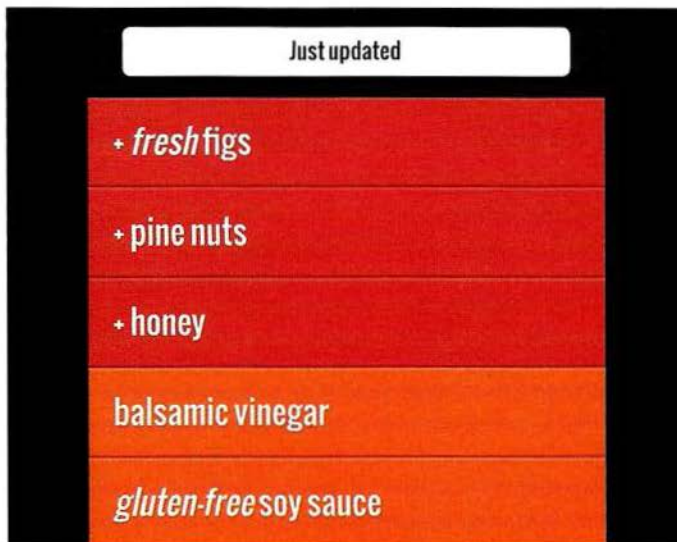 Just updated
+ fresh figs
+ pine nuts
+ honey
balsamic vinegar
gluten-free soy sauce